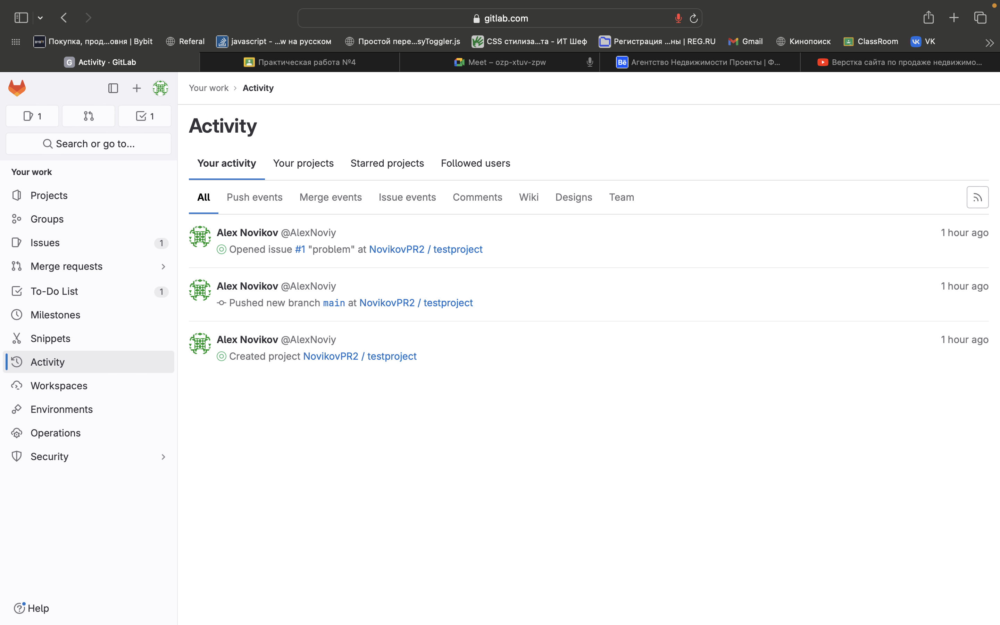 gitlab.com
Покупка, прод...овня | Bybit
Referal
javascript - ...w на русском
Простой пере...syToggler.js
CSS стилиза...та - ИТ Шеф
Регистрация ...ны | REG.RU
Gmail
Кинопоиск
ClassRoom
VK
G Activity · GitLab
Практическая работа №4
Meet – ozp-xtuv-zpw
Bē Агентство Недвижимости Проекты | Ф...
Верстка сайта по продаже недвижимо...
1
1
Search or go to...
Your work
Projects
Groups
Issues 1
Merge requests
To-Do List 1
Milestones
Snippets
Activity
Workspaces
Environments
Operations
Security
Help
Your work › Activity
Activity
Your activity Your projects Starred projects Followed users
All Push events Merge events Issue events Comments Wiki Designs Team
Alex Novikov @AlexNoviy 1 hour ago
Opened issue #1 "problem" at NovikovPR2 / testproject
Alex Novikov @AlexNoviy 1 hour ago
Pushed new branch main at NovikovPR2 / testproject
Alex Novikov @AlexNoviy 1 hour ago
Created project NovikovPR2 / testproject